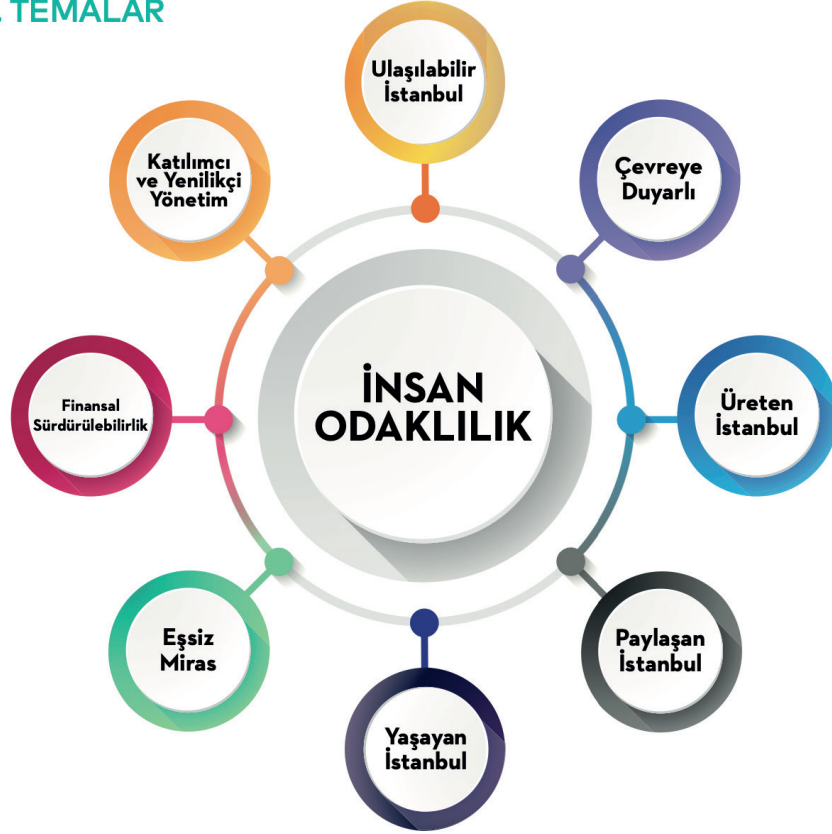 . TEMALAR
Ulaşılabilir
İstanbul
Çevreye
Duyarlı
Üreten
İstanbul
Paylaşan
İstanbul
Yaşayan
İstanbul
Eşsiz
Miras
Finansal
Sürdürülebilirlik
Katılımcı
ve Yenilikçi
Yönetim
İNSAN
ODAKLILIK